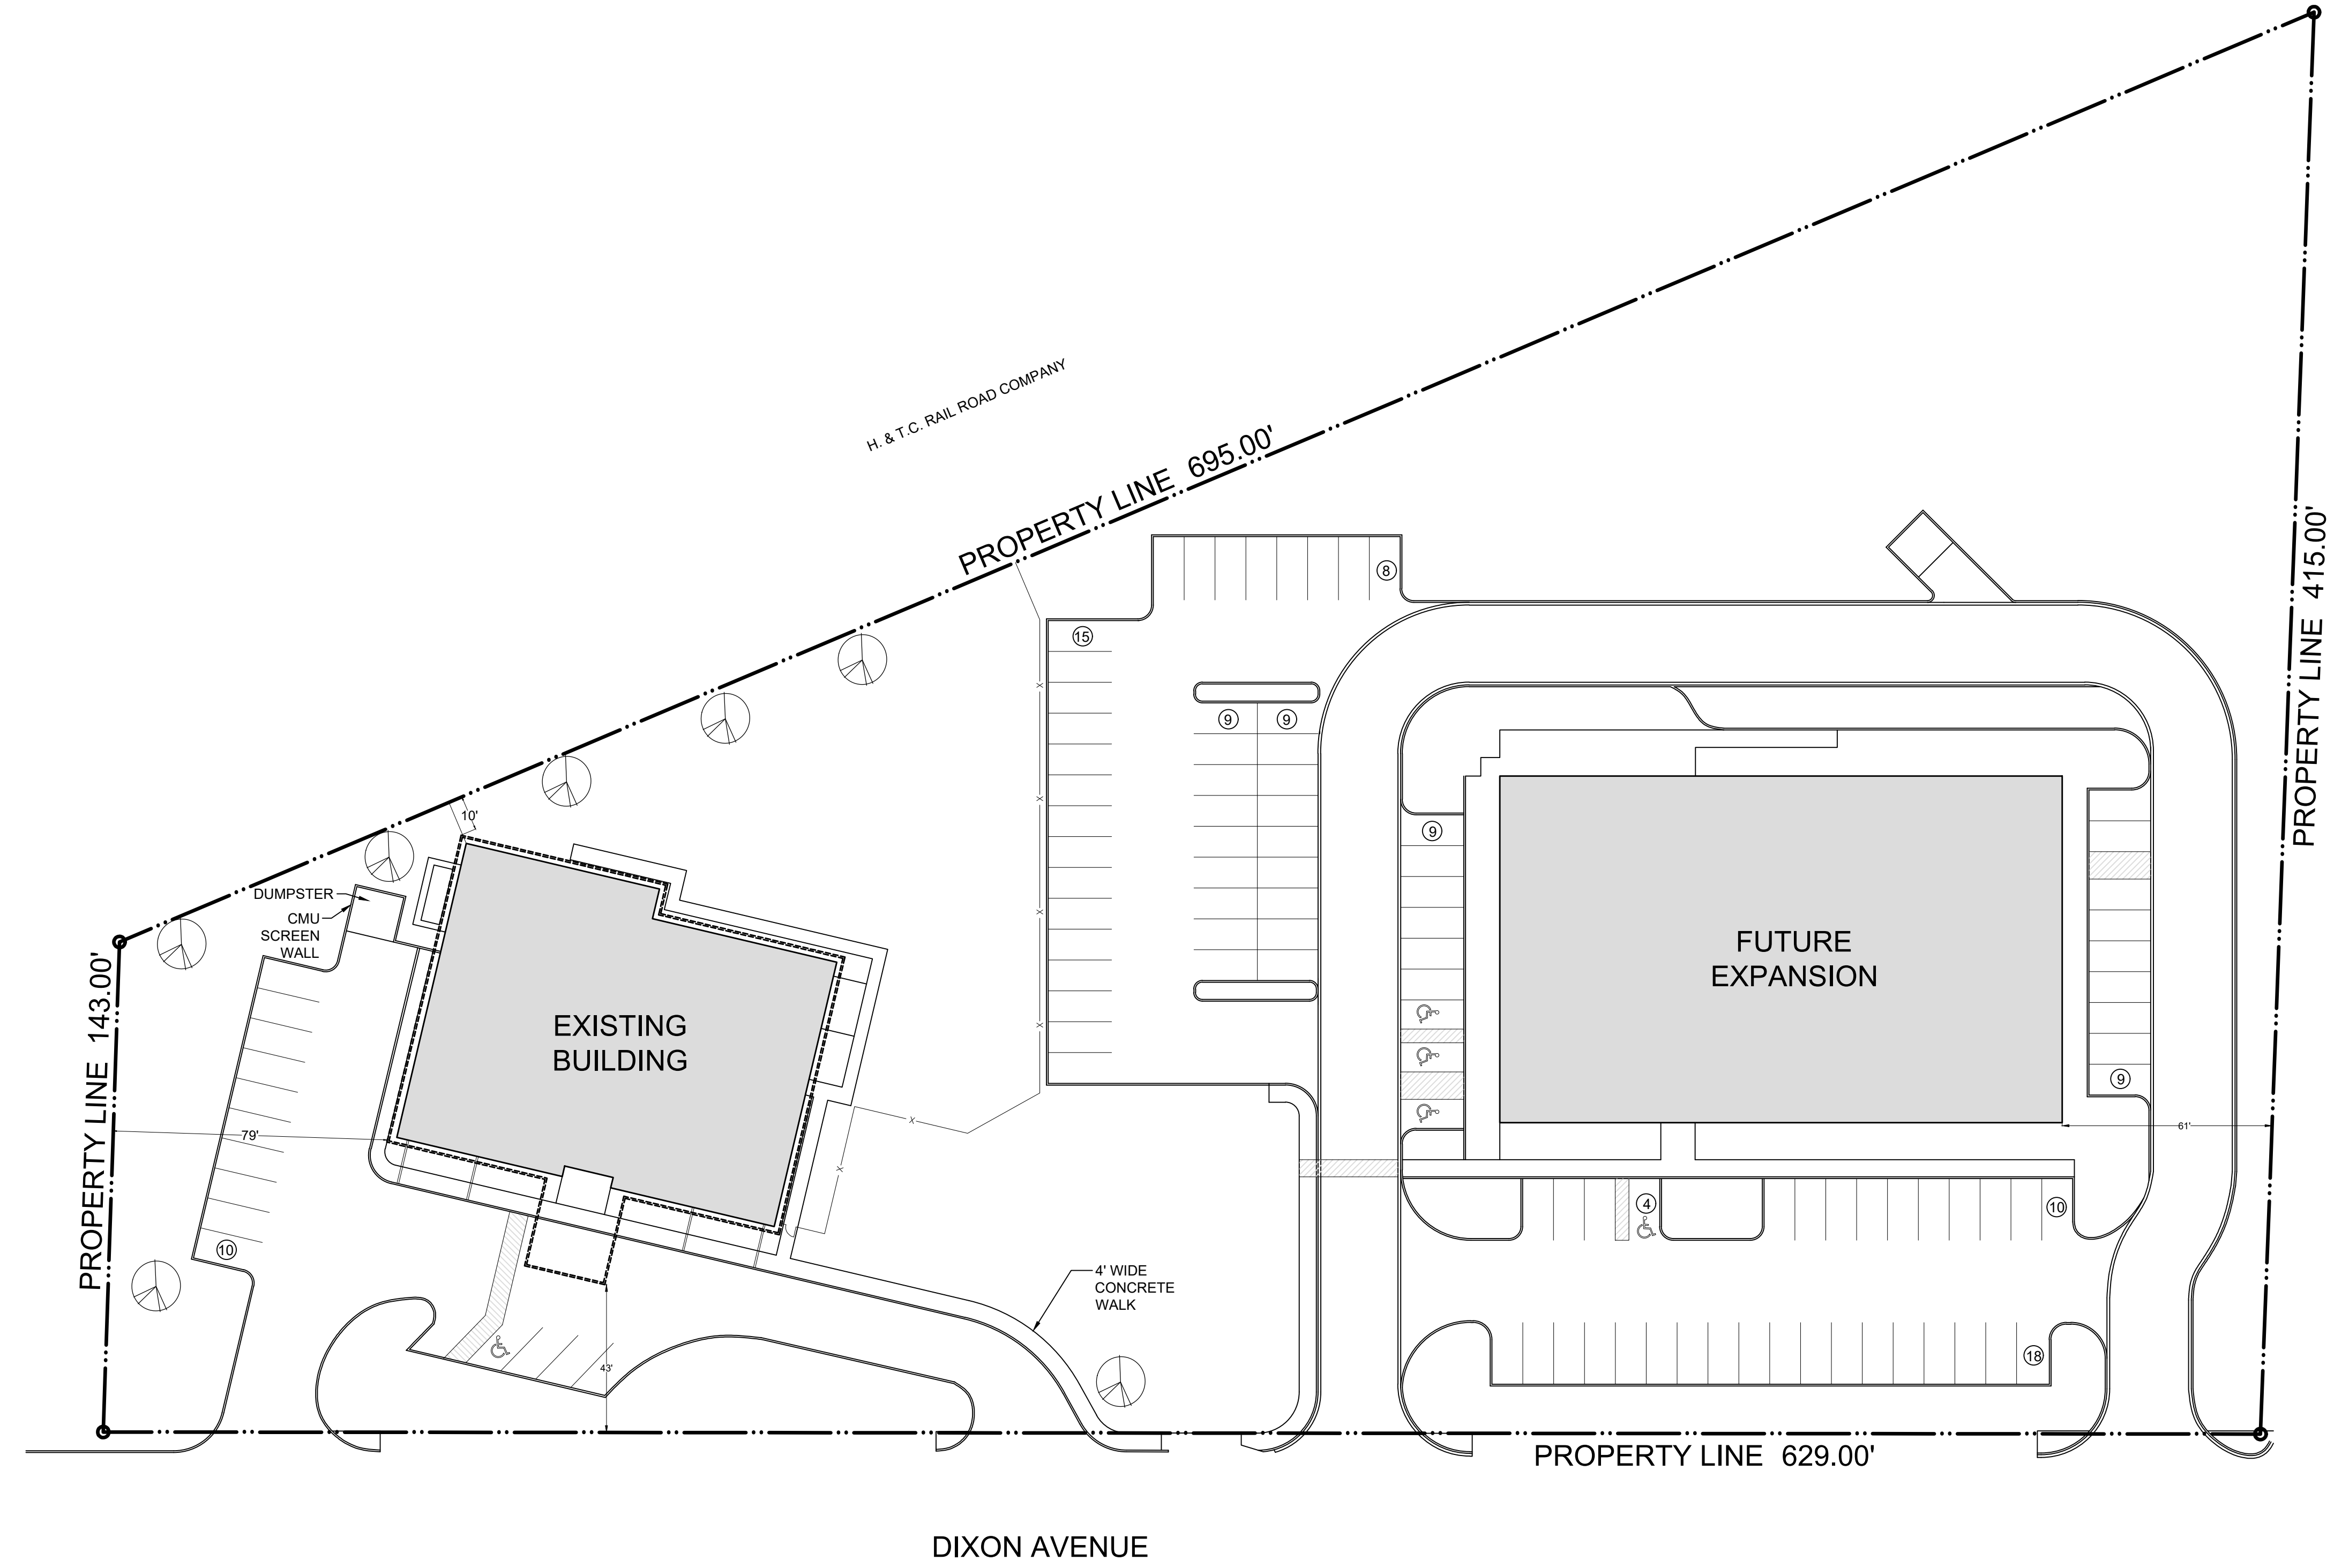 H. & T.C. RAIL ROAD COMPANY
PROPERTY LINE 695.00'
PROPERTY LINE 415.00'
8
15
9
9
9
10'
DUMPSTER
CMU
SCREEN
WALL
PROPERTY LINE 143.00'
EXISTING
BUILDING
FUTURE
EXPANSION
X
X
X
X
X
X
79'
9
61'
4
10
10
4' WIDE
CONCRETE
WALK
43'
18
PROPERTY LINE 629.00'
DIXON AVENUE